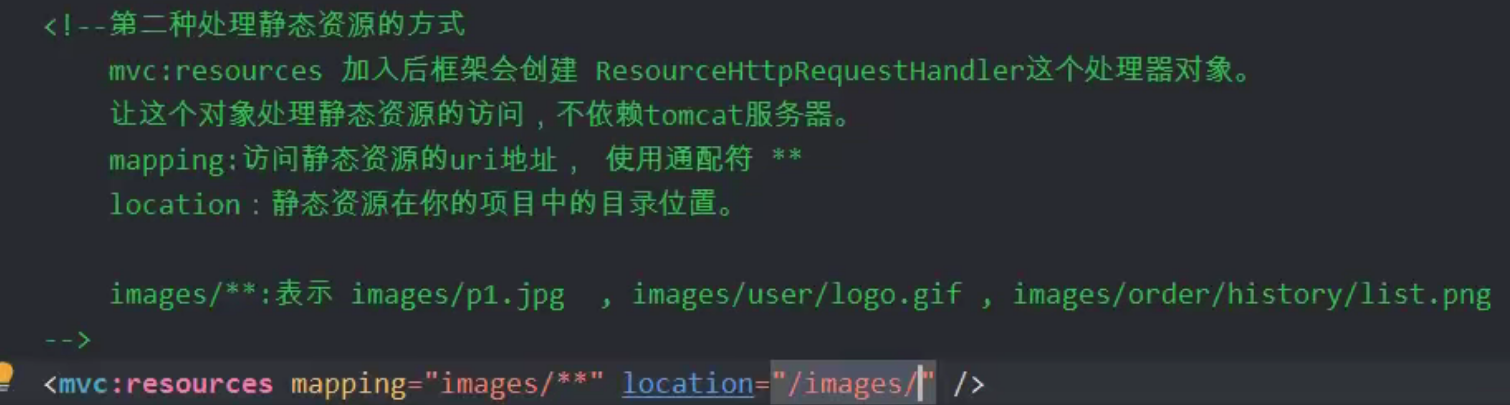 <!--第二种处理静态资源的方式
mvc:resources 加入后框架会创建 ResourceHttpRequestHandler这个处理器对象。
让这个对象处理静态资源的访问，不依赖tomcat服务器。
mapping:访问静态资源的uri地址， 使用通配符 **
location：静态资源在你的项目中的目录位置。
images/**:表示 images/p1.jpg  , images/user/logo.gif , images/order/history/list.png
-->
<mvc:resources mapping="images/**" location="/images/" />